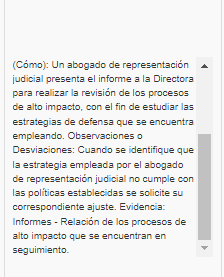 (Cómo): Un abogado de representación
judicial presenta el informe a la Directora
para realizar la revisión de los procesos
de alto impacto, con el fin de estudiar las
estrategias de defensa que se encuentra
empleando. Observaciones o
Desviaciones: Cuando se identifique que
la estrategia empleada por el abogado
de representación judicial no cumple con
las políticas establecidas se solicite su
correspondiente ajuste. Evidencia:
Informes - Relación de los procesos de
alto impacto que se encuentran en
seguimiento.